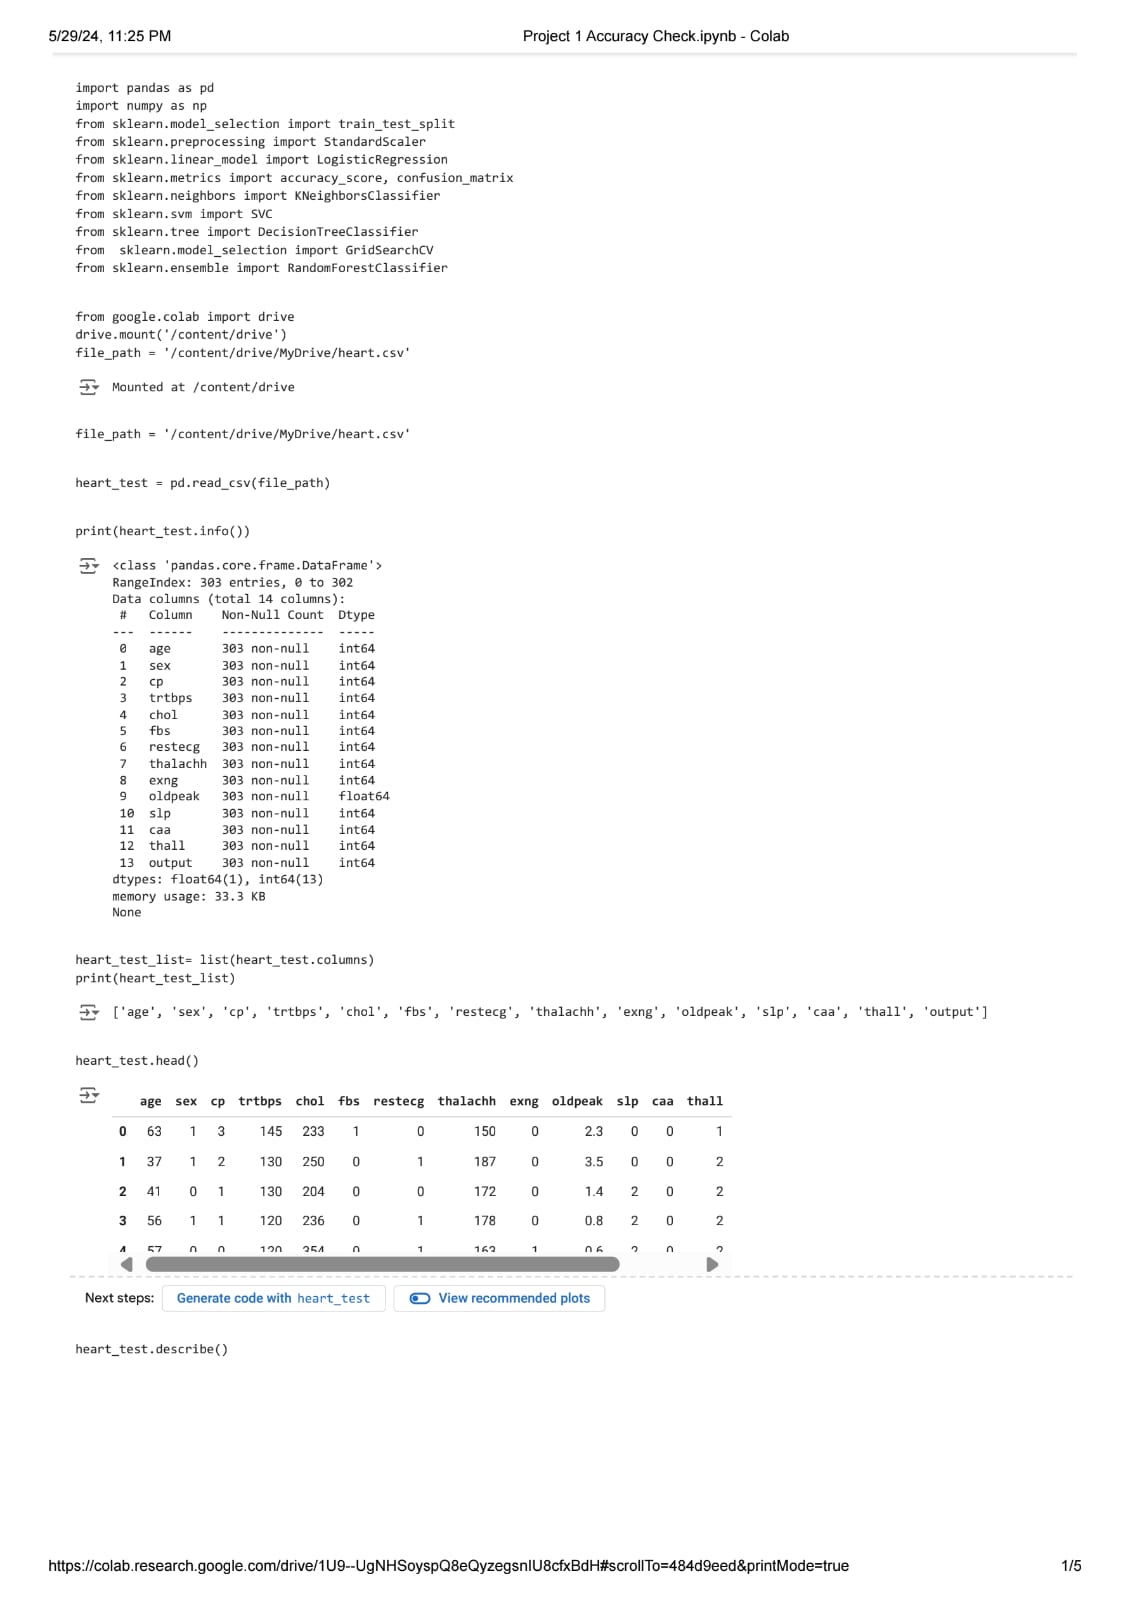 5/29/24, 11:25 PM Project 1 Accuracy Check.ipynb - Colab
import pandas as pd
import numpy as np
from sklearn.model_selection import train_test_split
from sklearn.preprocessing import StandardScaler
from sklearn.linear_model import LogisticRegression
from sklearn.metrics import accuracy_score, confusion_matrix
from sklearn.neighbors import KNeighborsClassifier
from sklearn.svm import SVC
from sklearn.tree import DecisionTreeClassifier
from  sklearn.model_selection import GridSearchCV
from sklearn.ensemble import RandomForestClassifier
from google.colab import drive
drive.mount('/content/drive')
file_path = '/content/drive/MyDrive/heart.csv'
Mounted at /content/drive
file_path = '/content/drive/MyDrive/heart.csv'
heart_test = pd.read_csv(file_path)
print(heart_test.info())
<class 'pandas.core.frame.DataFrame'>
RangeIndex: 303 entries, 0 to 302
Data columns (total 14 columns):
 #   Column    Non-Null Count  Dtype
---  ------    --------------  -----
 0   age       303 non-null    int64
 1   sex       303 non-null    int64
 2   cp        303 non-null    int64
 3   trtbps    303 non-null    int64
 4   chol      303 non-null    int64
 5   fbs       303 non-null    int64
 6   restecg   303 non-null    int64
 7   thalachh  303 non-null    int64
 8   exng      303 non-null    int64
 9   oldpeak   303 non-null    float64
 10  slp       303 non-null    int64
 11  caa       303 non-null    int64
 12  thall     303 non-null    int64
 13  output    303 non-null    int64
dtypes: float64(1), int64(13)
memory usage: 33.3 KB
None
heart_test_list= list(heart_test.columns)
print(heart_test_list)
['age', 'sex', 'cp', 'trtbps', 'chol', 'fbs', 'restecg', 'thalachh', 'exng', 'oldpeak', 'slp', 'caa', 'thall', 'output']
heart_test.head()
age sex cp trtbps chol fbs restecg thalachh exng oldpeak slp caa thall
0 63 1 3 145 233 1 0 150 0 2.3 0 0 1
1 37 1 2 130 250 0 1 187 0 3.5 0 0 2
2 41 0 1 130 204 0 0 172 0 1.4 2 0 2
3 56 1 1 120 236 0 1 178 0 0.8 2 0 2
4 57 0 0 120 354 0 1 163 1 0.6 2 0 2
Next steps: Generate code with heart_test View recommended plots
heart_test.describe()
https://colab.research.google.com/drive/1U9--UgNHSoyspQ8eQyzegsnIU8cfxBdH#scrollTo=484d9eed&printMode=true 1/5